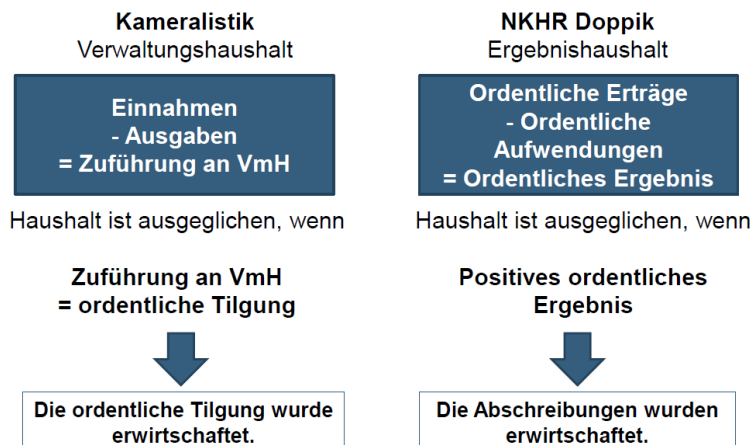 Kameralistik
Verwaltungshaushalt
Einnahmen
- Ausgaben
= Zuführung an VmH
Haushalt ist ausgeglichen, wenn
Zuführung an VmH
= ordentliche Tilgung
Die ordentliche Tilgung wurde
erwirtschaftet.
NKHR Doppik
Ergebnishaushalt
Ordentliche Erträge
- Ordentliche
Aufwendungen
= Ordentliches Ergebnis
Haushalt ist ausgeglichen, wenn
Positives ordentliches
Ergebnis
Die Abschreibungen wurden
erwirtschaftet.